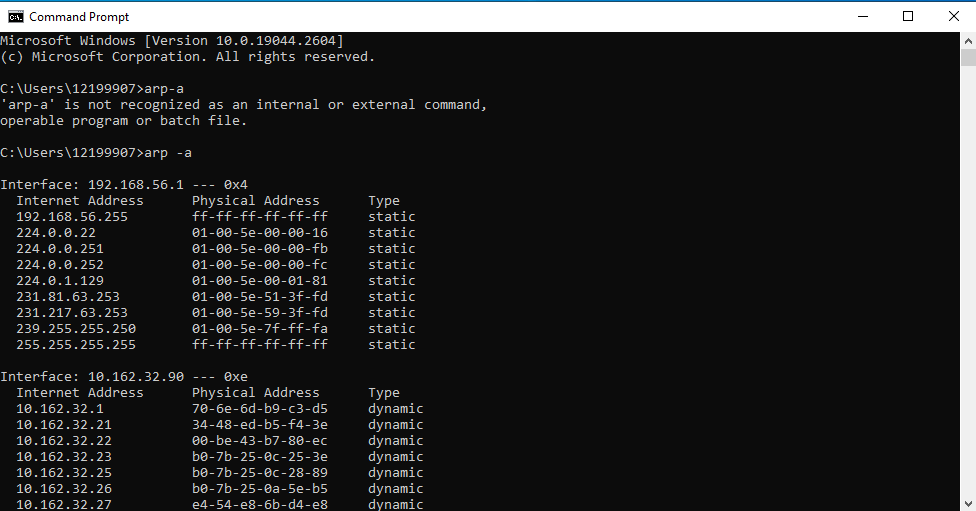 Command Prompt
Microsoft Windows [Version 10.0.19044.2604]
(c) Microsoft Corporation. All rights reserved.
C:\Users\12199907>arp-a
'arp-a' is not recognized as an internal or external command,
operable program or batch file.
C:\Users\12199907>arp -a
Interface: 192.168.56.1 --- 0x4
Internet Address Physical Address Type
192.168.56.255 ff-ff-ff-ff-ff-ff static
224.0.0.22 01-00-5e-00-00-16 static
224.0.0.251 01-00-5e-00-00-fb static
224.0.0.252 01-00-5e-00-00-fc static
224.0.1.129 01-00-5e-00-01-81 static
231.81.63.253 01-00-5e-51-3f-fd static
231.217.63.253 01-00-5e-59-3f-fd static
239.255.255.250 01-00-5e-7f-ff-fa static
255.255.255.255 ff-ff-ff-ff-ff-ff static
Interface: 10.162.32.90 --- 0xe
Internet Address Physical Address Type
10.162.32.1 70-6e-6d-b9-c3-d5 dynamic
10.162.32.21 34-48-ed-b5-f4-3e dynamic
10.162.32.22 00-be-43-b7-80-ec dynamic
10.162.32.23 b0-7b-25-0c-25-3e dynamic
10.162.32.25 b0-7b-25-0c-28-89 dynamic
10.162.32.26 b0-7b-25-0a-5e-b5 dynamic
10.162.32.27 e4-54-e8-6b-d4-e8 dynamic